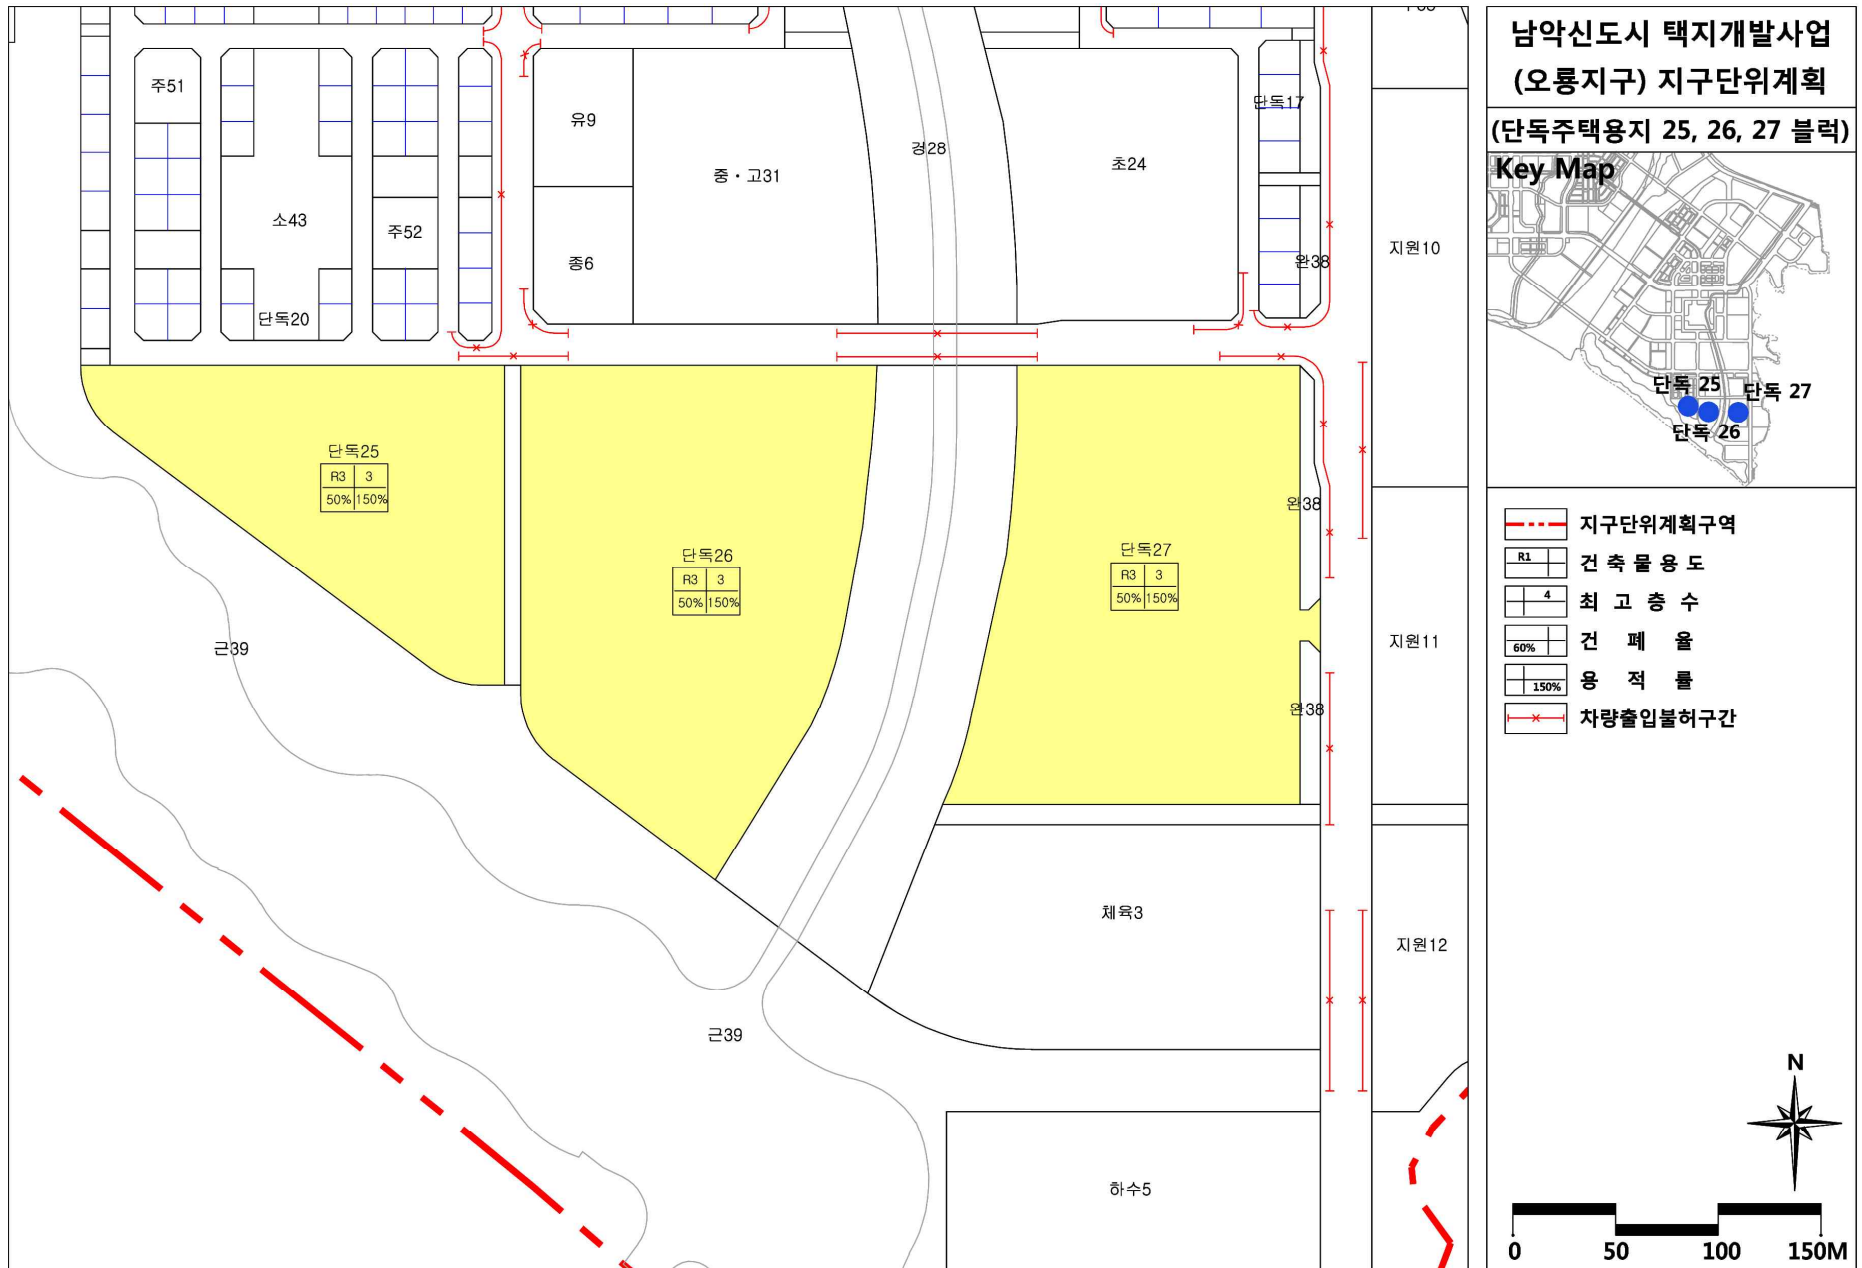 남악신도시 택지개발사업
(오룡지구) 지구단위계획
(단독주택용지 25, 26, 27 블럭)
Key Map
단독 25
단독 27
단독 26
지구단위계획구역
R1
건축물용도
4
최고층수
60%
건폐율
150%
용적률
차량출입불허구간
N
0 50 100 150M
주51
유9
경28
중·고31
초24
단독17
소43
주52
종6
완38
지원10
단독20
단독25
R3 3
50% 150%
단독26
R3 3
50% 150%
단독27
R3 3
50% 150%
완38
지원11
근39
완38
체육3
지원12
근39
하수5